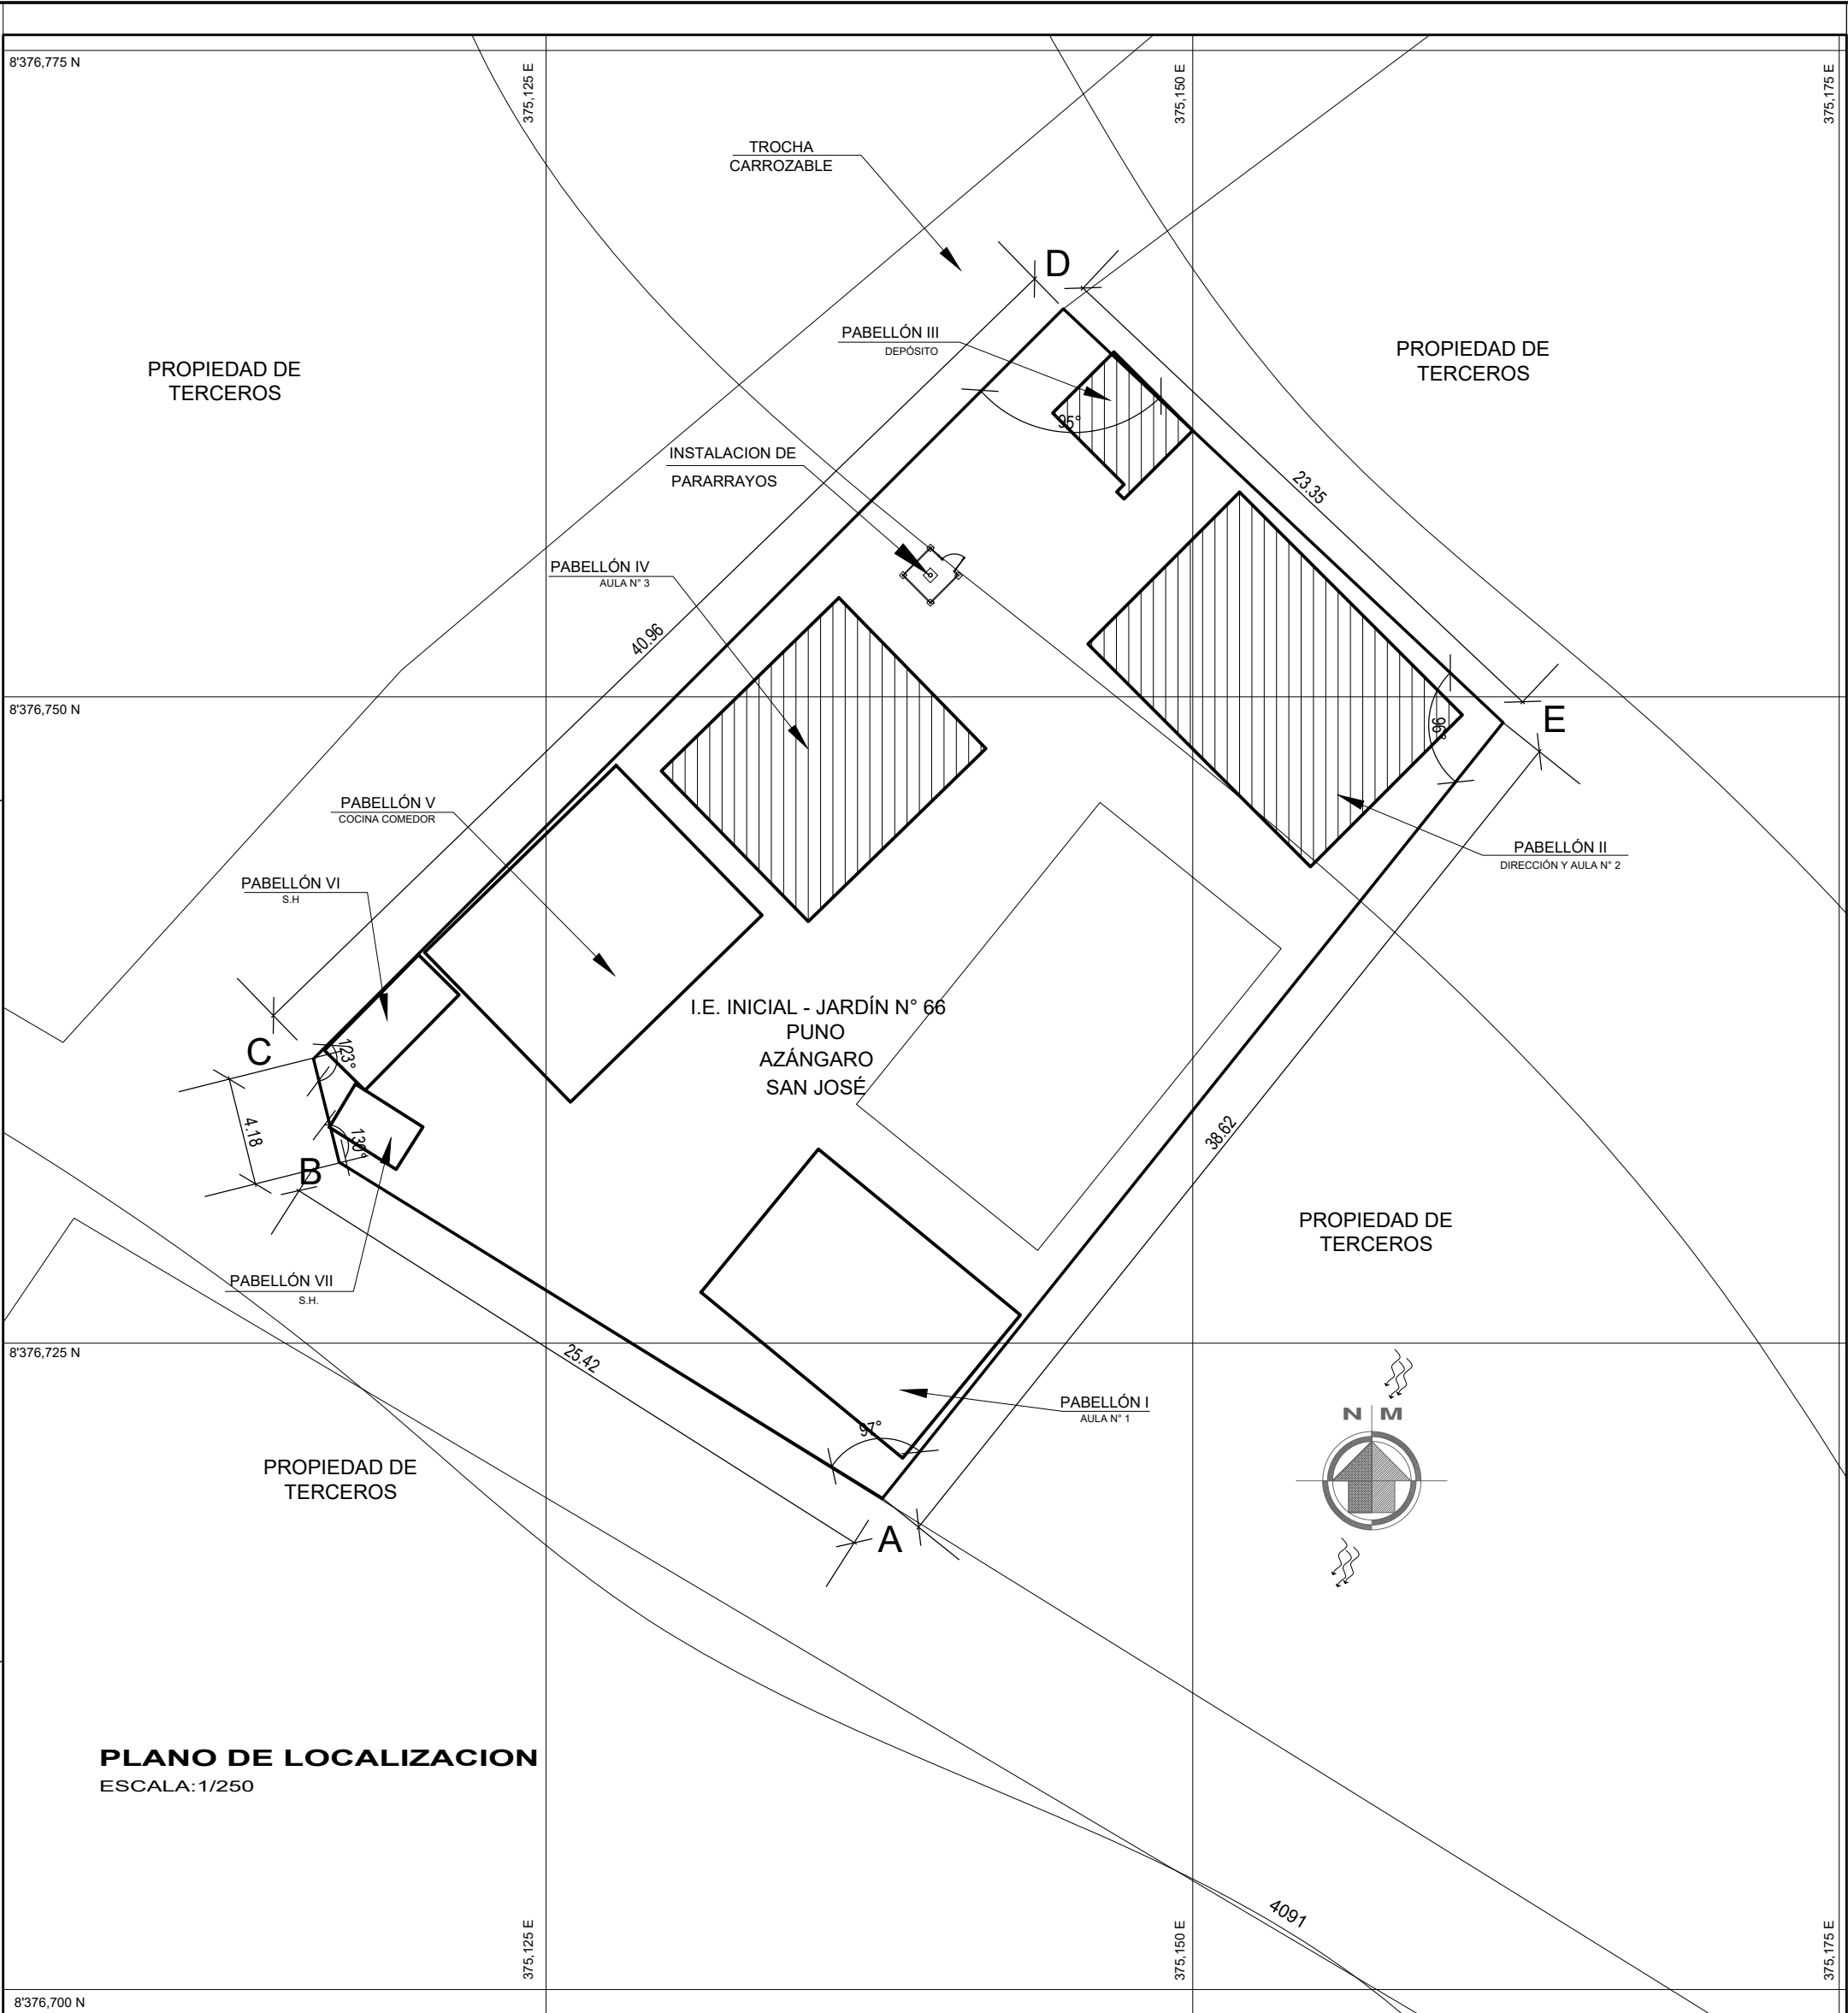 8'376,775 N
375,125 E
375,150 E
375,175 E
TROCHA
CARROZABLE
D
PABELLÓN III
DEPÓSITO
PROPIEDAD DE
TERCEROS
PROPIEDAD DE
TERCEROS
95°
INSTALACION DE
PARARRAYOS
23.35
PABELLÓN IV
AULA N° 3
40.96
8'376,750 N
E
96°
PABELLÓN V
COCINA COMEDOR
PABELLÓN II
DIRECCIÓN Y AULA N° 2
PABELLÓN VI
S.H
I.E. INICIAL - JARDÍN N° 66
PUNO
AZÁNGARO
SAN JOSÉ
C
123°
4.18
130°
B
38.62
PROPIEDAD DE
TERCEROS
PABELLÓN VII
S.H.
8'376,725 N
25.42
PABELLÓN I
AULA N° 1
N M
97°
PROPIEDAD DE
TERCEROS
A
PLANO DE LOCALIZACION
ESCALA:1/250
4091
375,125 E
375,150 E
375,175 E
8'376,700 N